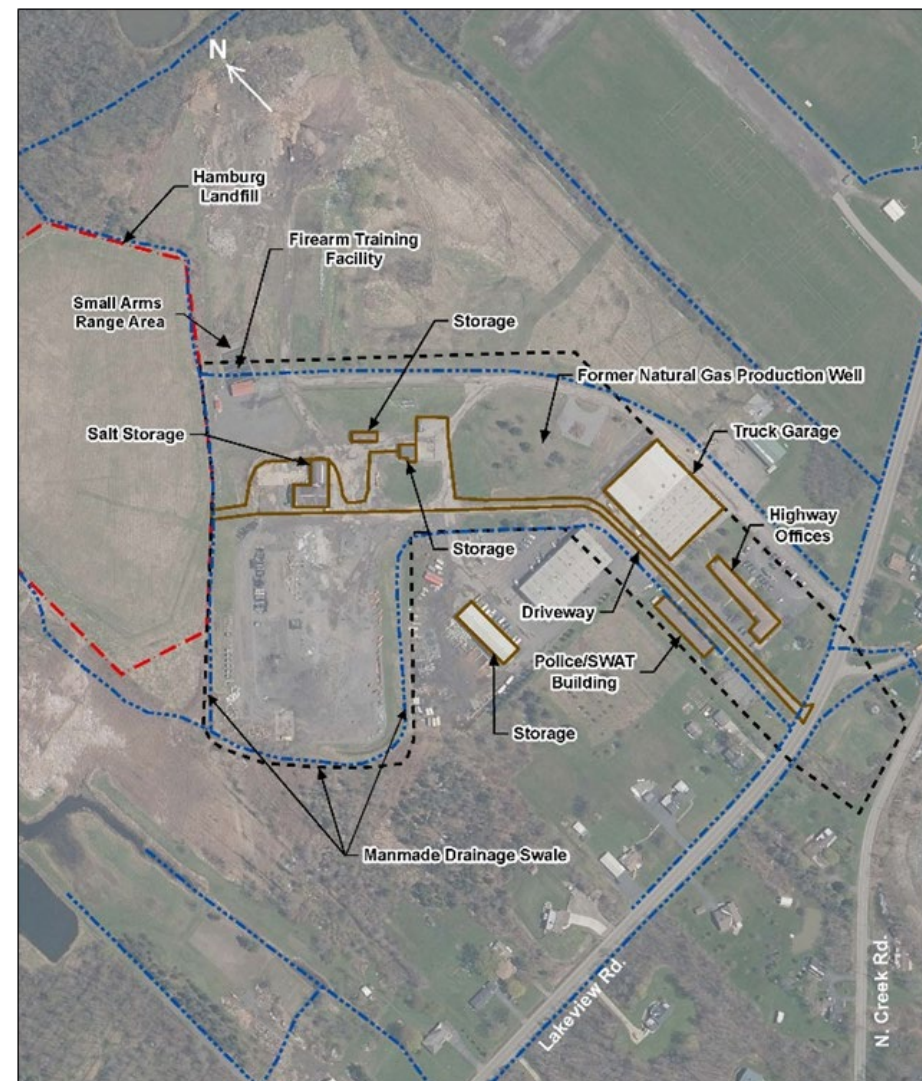 N
Hamburg
Landfill
Firearm Training
Facility
Small Arms
Range Area
Storage
Former Natural Gas Production Well
Salt Storage
Truck Garage
Highway
Offices
Storage
Driveway
Police/SWAT
Building
Storage
Manmade Drainage Swale
Lakeview Rd.
N. Creek Rd.